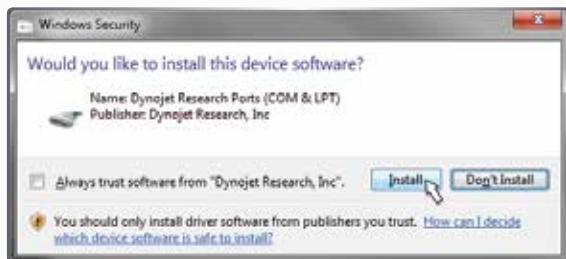 Windows Security
Would you like to install this device software?
Name: Dynojet Research Ports (COM & LPT)
Publisher: Dynojet Research, Inc
Always trust software from "Dynojet Research, Inc".
Install
Don't Install
You should only install driver software from publishers you trust. How can I decide
which device software is safe to install?